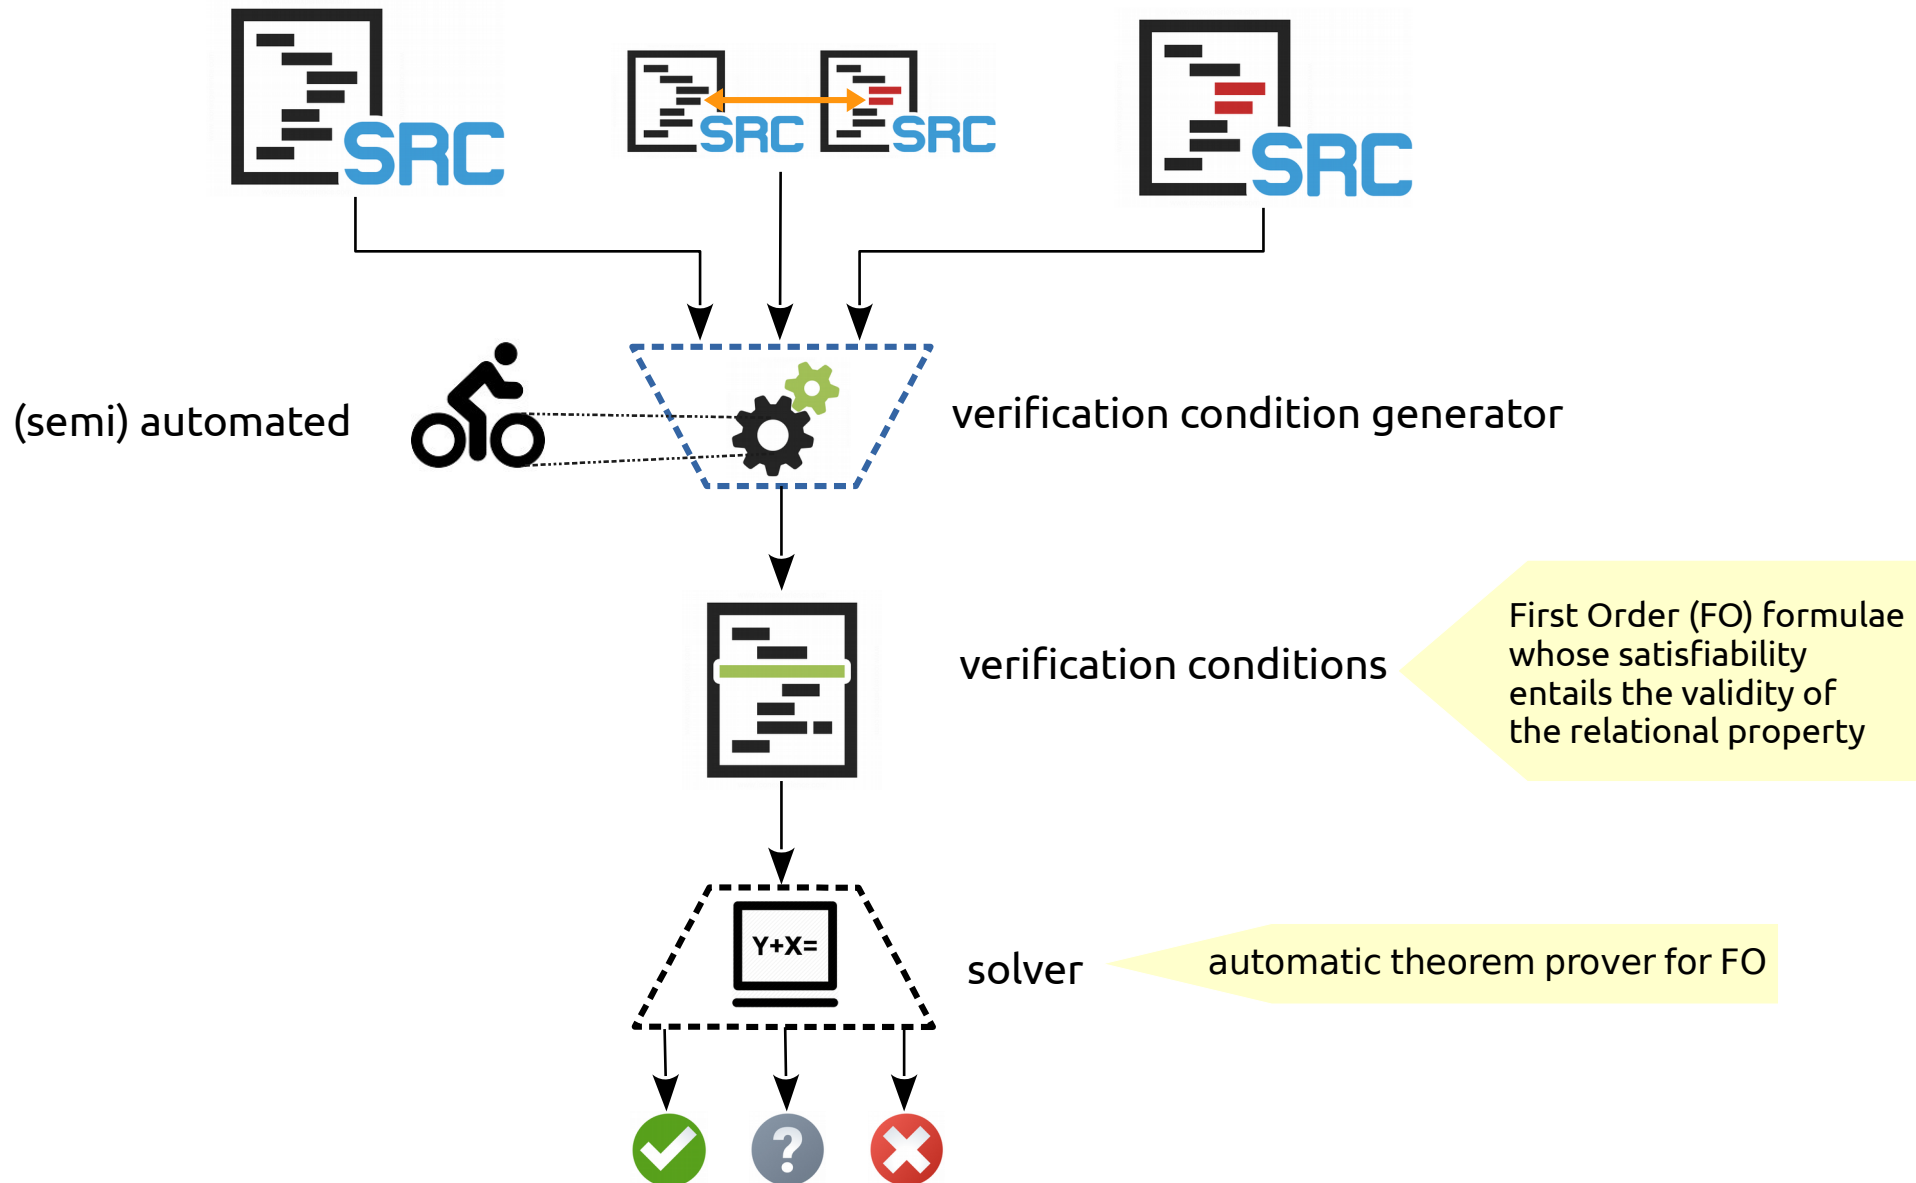 SRC
SRC
SRC
SRC
(semi) automated
verification condition generator
verification conditions
First Order (FO) formulae
whose satisfiability
entails the validity of
the relational property
Y+X=
solver
automatic theorem prover for FO
?